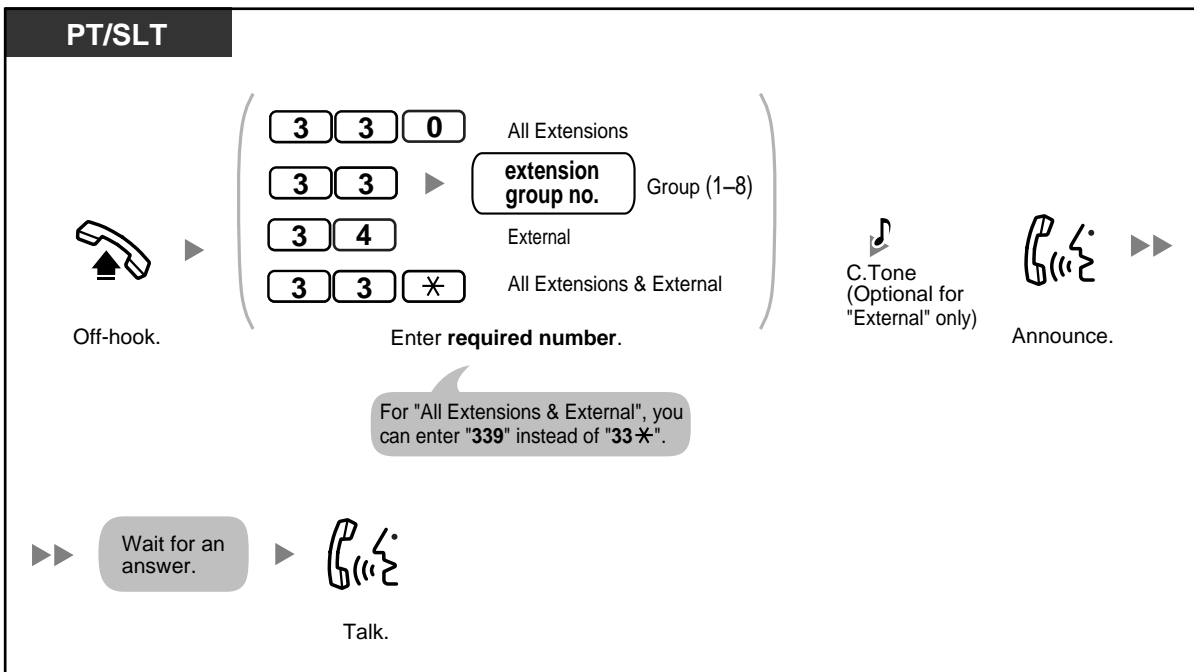 PT/SLT
3 3 0 All Extensions
3 3 extension group no. Group (1–8)
3 4 External
3 3 ✳ All Extensions & External
Off-hook.
Enter required number.
For "All Extensions & External", you
can enter "339" instead of "33✳".
C.Tone
(Optional for
"External" only)
Announce.
Wait for an
answer.
Talk.